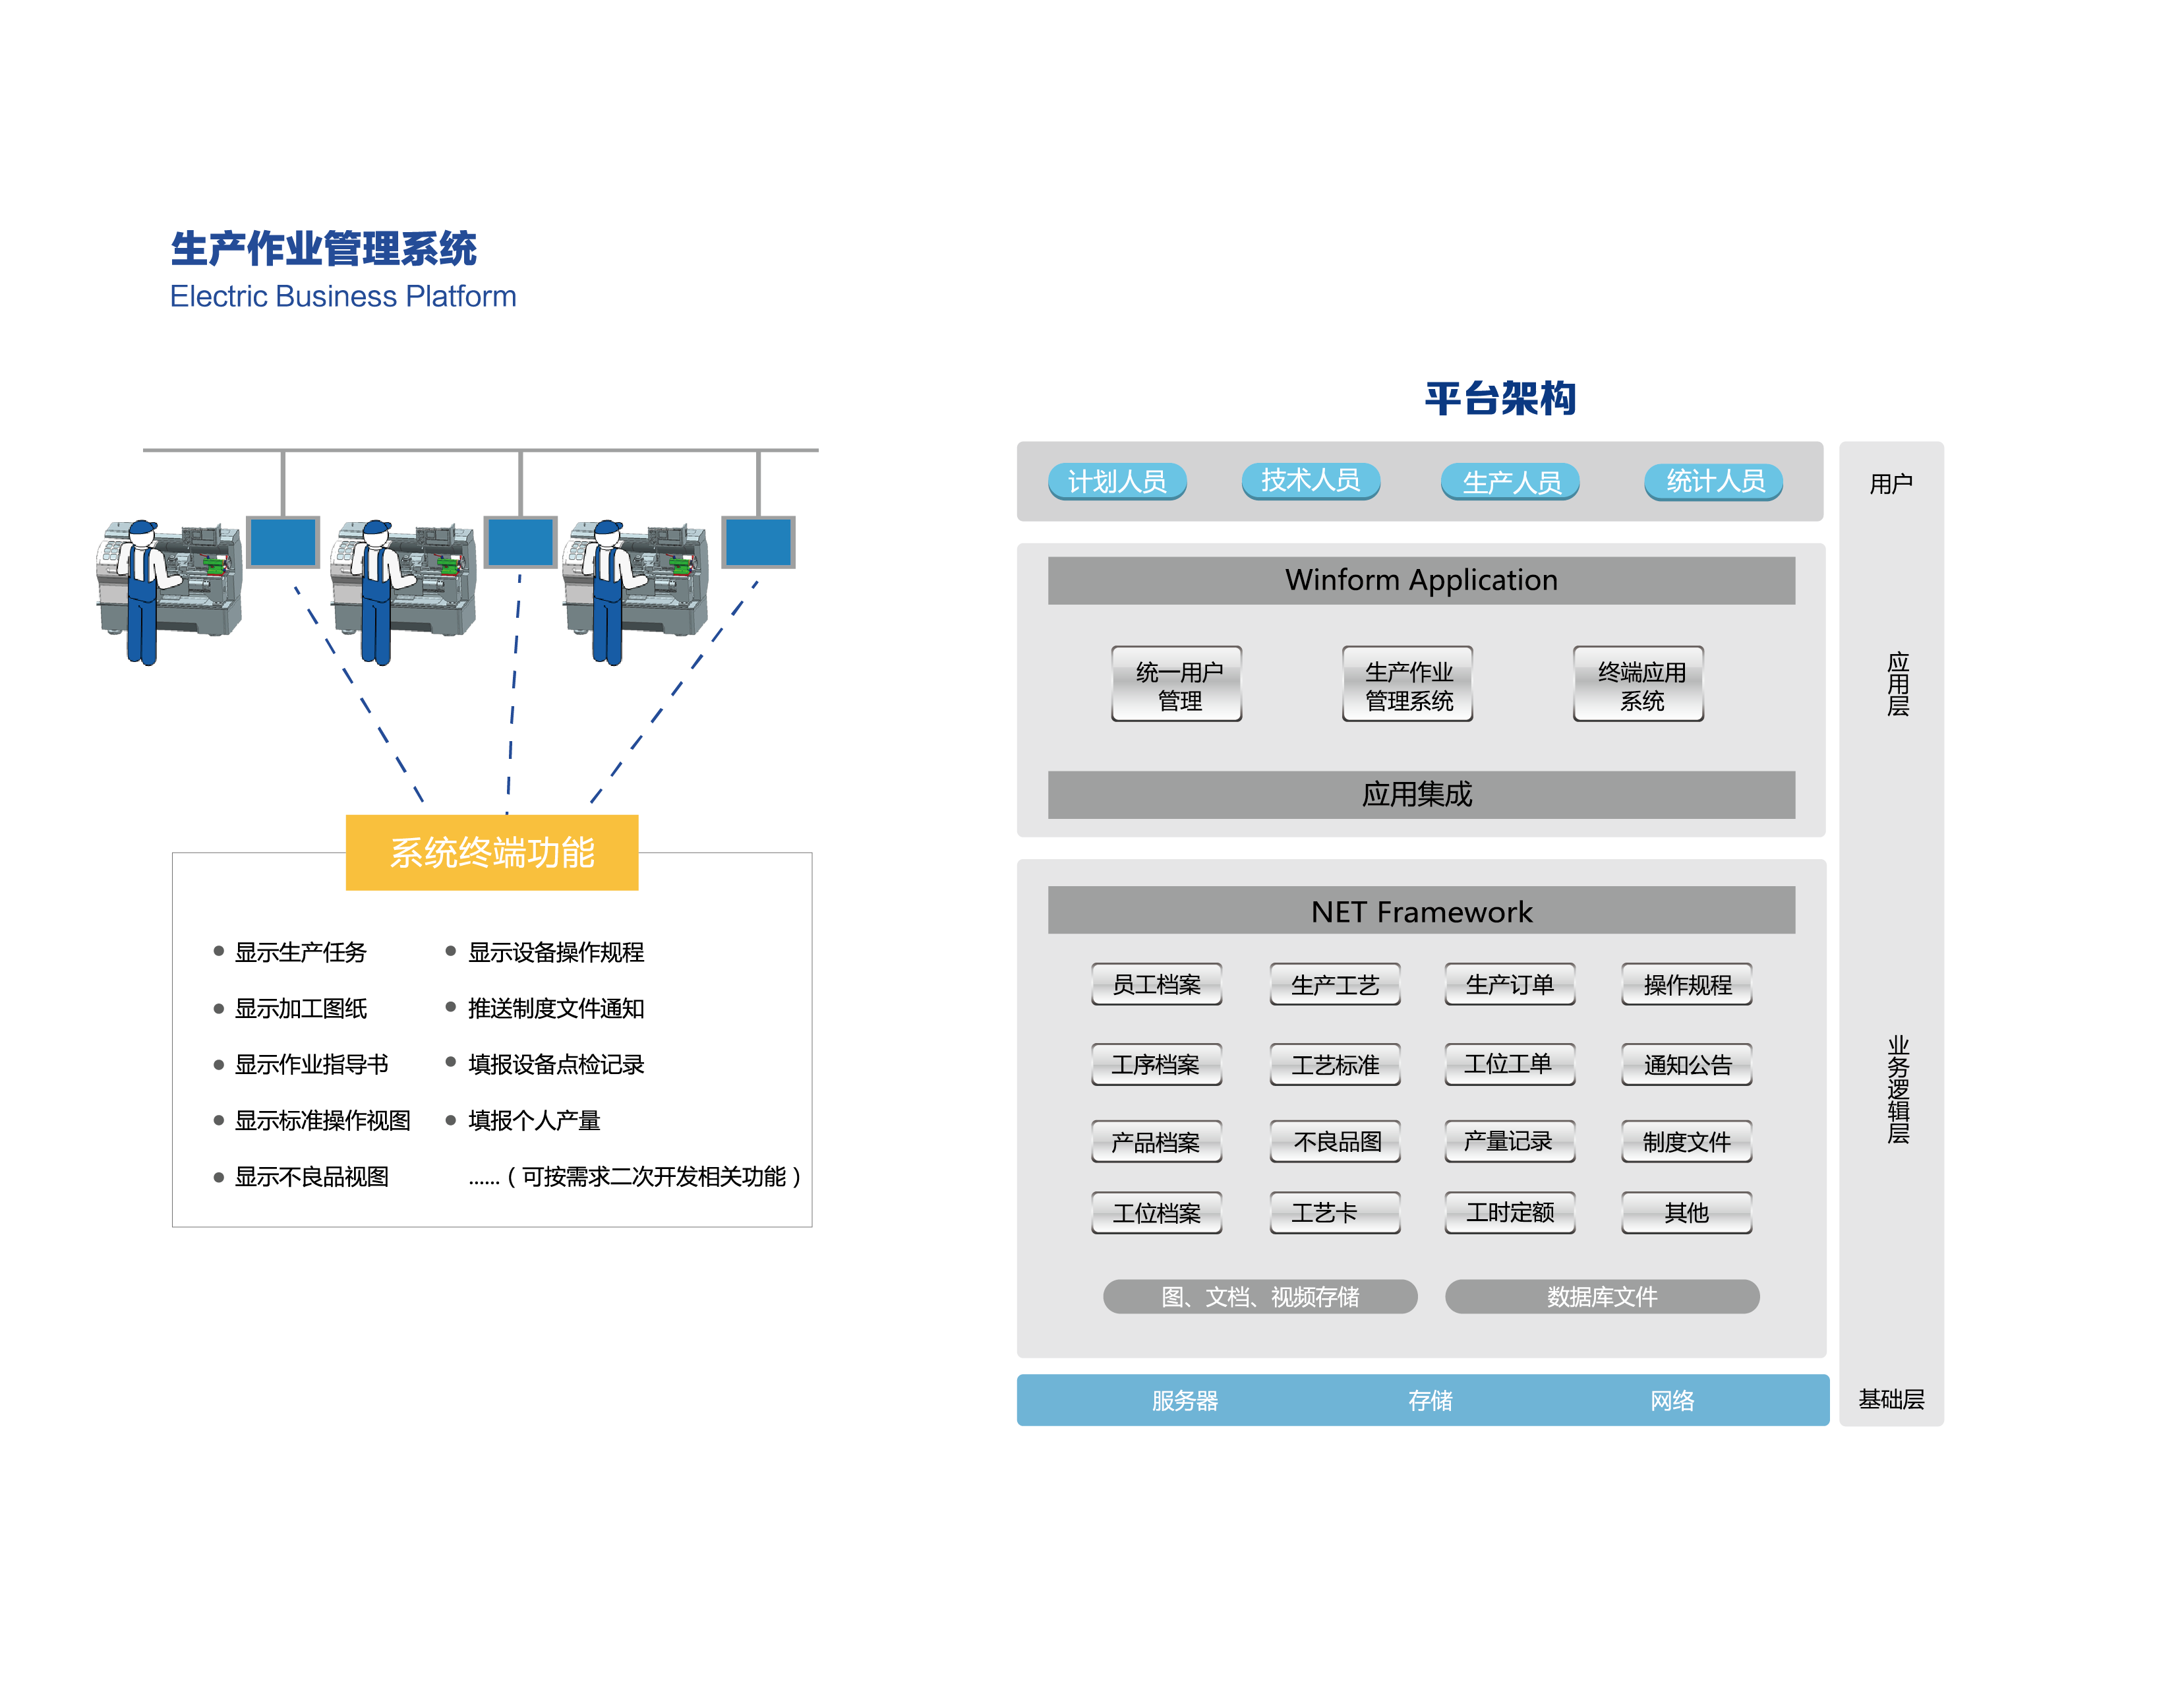 生产作业管理系统
Electric Business Platform
系统终端功能
显示生产任务
显示加工图纸
显示作业指导书
显示标准操作视图
显示不良品视图
显示设备操作规程
推送制度文件通知
填报设备点检记录
填报个人产量
......（可按需求二次开发相关功能）
平台架构
计划人员 技术人员 生产人员 统计人员
用户
Winform Application
统一用户
管理
生产作业
管理系统
终端应用
系统
应用集成
应用层
NET Framework
员工档案 生产工艺 生产订单 操作规程
工序档案 工艺标准 工位工单 通知公告
产品档案 不良品图 产量记录 制度文件
工位档案 工艺卡 工时定额 其他
图、文档、视频存储 数据库文件
业务逻辑层
服务器 存储 网络
基础层